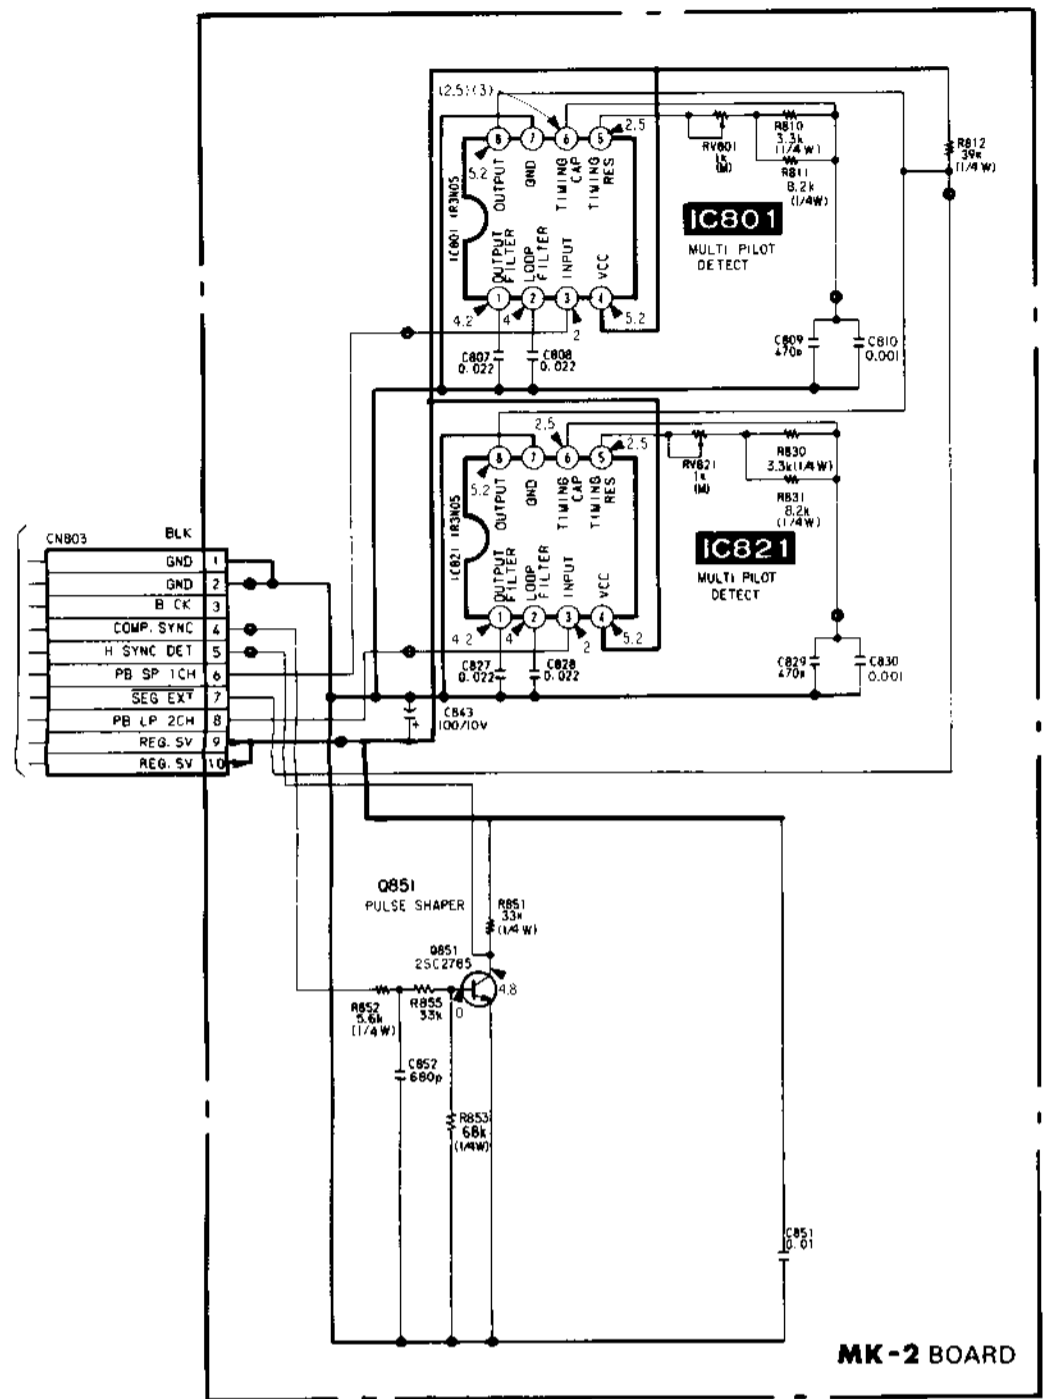 (2.5)(3)
8
7
6
5
2.5
5.2
OUTPUT
GND
TIMING CAP
TIMING RES
IC801 IR3N05
OUTPUT FILTER
LOOP FILTER
INPUT
VCC
1
2
3
4
4.2
4
2
5.2
C807
0.022
C808
0.022
RV801
1k
(M)
R810
3.3k
(1/4W)
R811
8.2k
(1/4W)
R812
39k
(1/4W)
IC801
MULTI PILOT
DETECT
C809
470p
C810
0.001
2.5
8
7
6
5
2.5
5.2
OUTPUT
GND
TIMING CAP
TIMING RES
IC821 IR3N05
OUTPUT FILTER
LOOP FILTER
INPUT
VCC
1
2
3
4
4.2
4
2
5.2
C827
0.022
C828
0.022
RV821
1k
(M)
R830
3.3k(1/4W)
R831
8.2k
(1/4W)
IC821
MULTI PILOT
DETECT
C829
470p
C830
0.001
CN803
BLK
GND 1
GND 2
B CK 3
COMP. SYNC 4
H SYNC DET 5
PB SP 1CH 6
SEG EXT 7
PB LP 2CH 8
REG. 5V 9
REG. 5V 10
C843
100/10V
+
Q851
PULSE SHAPER
R851
33k
(1/4W)
Q851
2SC2785
4.8
0
R852
5.6k
(1/4W)
R855
33k
C852
680p
R853
68k
(1/4W)
C851
0.01
MK-2 BOARD